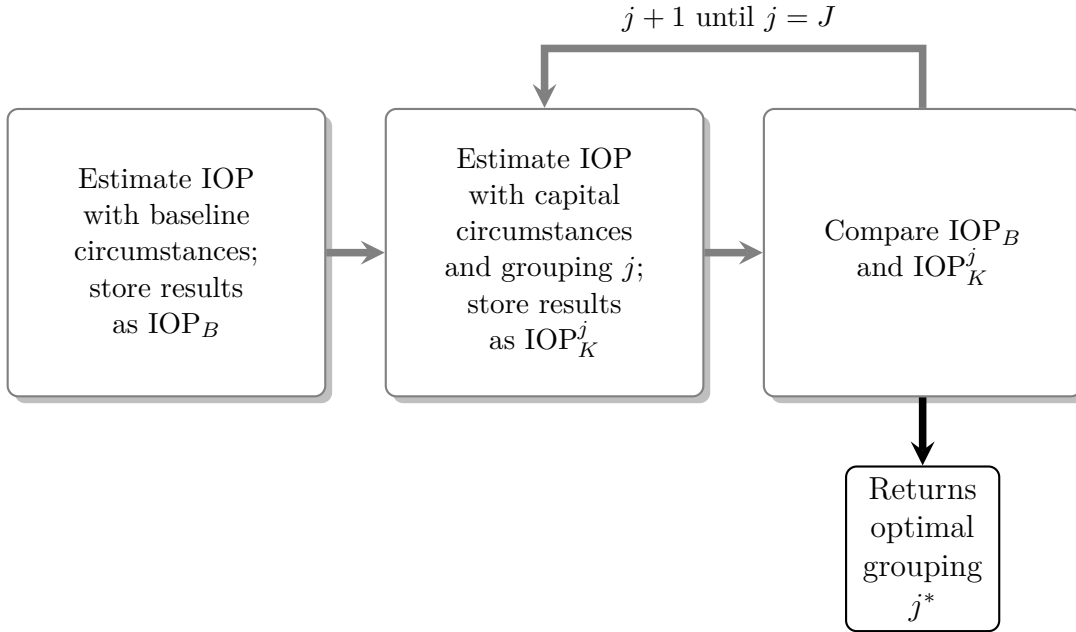 j + 1 until j = J
Estimate IOP
with baseline
circumstances;
store results
as IOP_B
Estimate IOP
with capital
circumstances
and grouping j;
store results
as IOP_K^j
Compare IOP_B
and IOP_K^j
Returns
optimal
grouping
j*